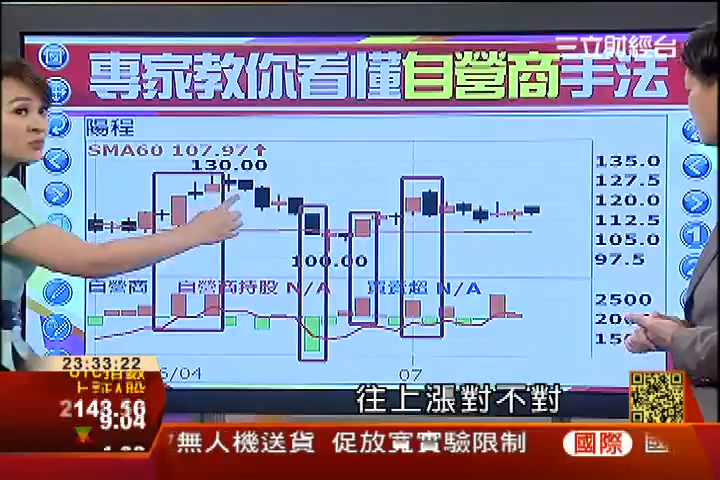 三立財經台
專家教你看懂自營商手法
陽程
SMA60 107.97↑
130.00
135.0
127.5
120.0
112.5
105.0
97.5
100.00
自營商 自營商持股 N/A 買賣超 N/A
2500
07
23:33:22
9.04
往上漲對不對
無人機送貨 促放寬實驗限制
國際